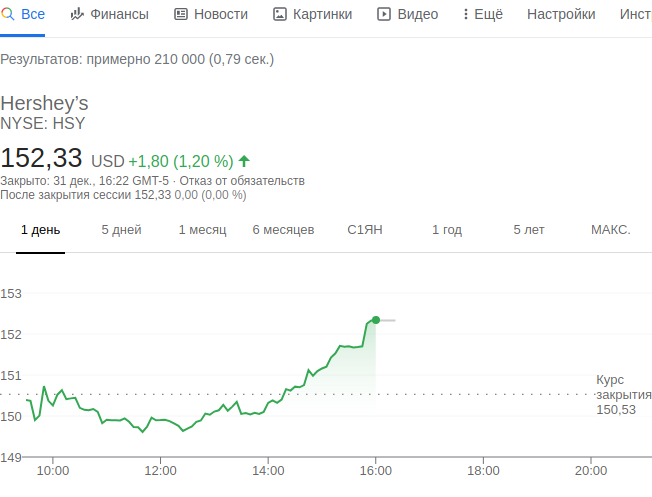 Все Финансы Новости Картинки Видео Ещё Настройки Инст
Результатов: примерно 210 000 (0,79 сек.)
Hershey’s
NYSE: HSY
152,33 USD +1,80 (1,20 %)
Закрыто: 31 дек., 16:22 GMT-5 · Отказ от обязательств
После закрытия сессии 152,33 0,00 (0,00 %)
1 день 5 дней 1 месяц 6 месяцев С1ЯН 1 год 5 лет МАКС.
153
152
151
Курс
закрытия
150,53
150
149
10:00 12:00 14:00 16:00 18:00 20:00